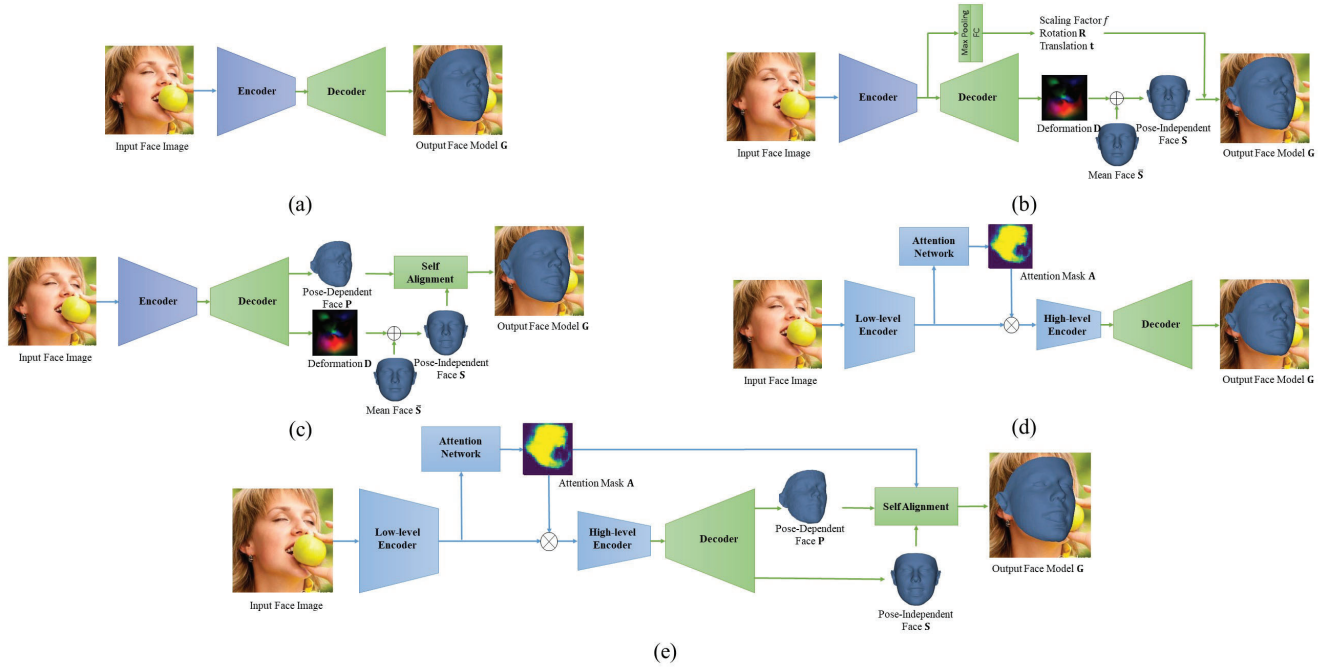 Encoder
Decoder
Input Face Image
Output Face Model G
(a)
Max Pooling
FC
Scaling Factor f
Rotation R
Translation t
Encoder
Decoder
Deformation D
Pose-Independent
Face S
Input Face Image
Mean Face S̄
Output Face Model G
(b)
Encoder
Decoder
Pose-Dependent
Face P
Self
Alignment
Input Face Image
Deformation D
Pose-Independent
Face S
Mean Face S̄
Output Face Model G
(c)
Attention
Network
Attention Mask A
Low-level
Encoder
High-level
Encoder
Decoder
Input Face Image
Output Face Model G
(d)
Attention
Network
Attention Mask A
Low-level
Encoder
High-level
Encoder
Decoder
Pose-Dependent
Face P
Self Alignment
Input Face Image
Pose-Independent
Face S
Output Face Model G
(e)